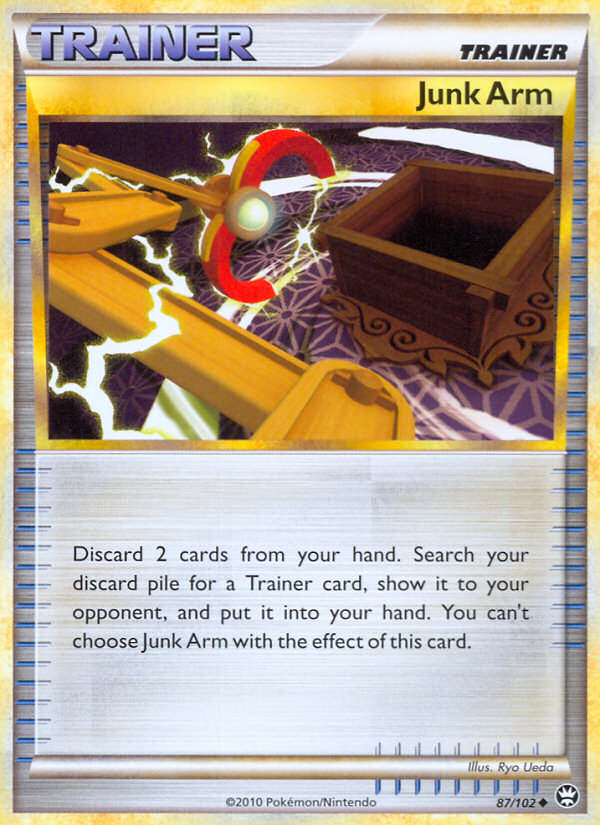 TRAINER
TRAINER
Junk Arm
Discard 2 cards from your hand. Search your
discard pile for a Trainer card, show it to your
opponent, and put it into your hand. You can't
choose Junk Arm with the effect of this card.
Illus. Ryo Ueda
©2010 Pokémon/Nintendo
87/102